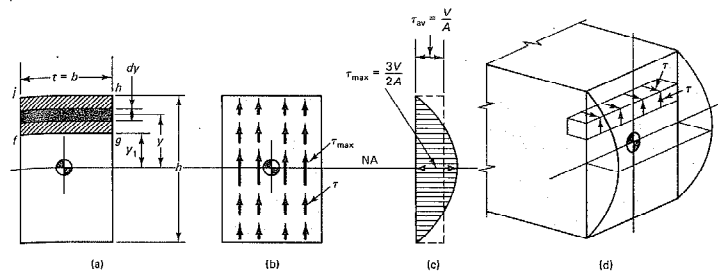 t = b
dy
j
h
f
g
y₁
y
h
(a)
τmax
τ
(b)
NA
τav = V/A
τmax = 3V/2A
(c)
τ
τ
(d)